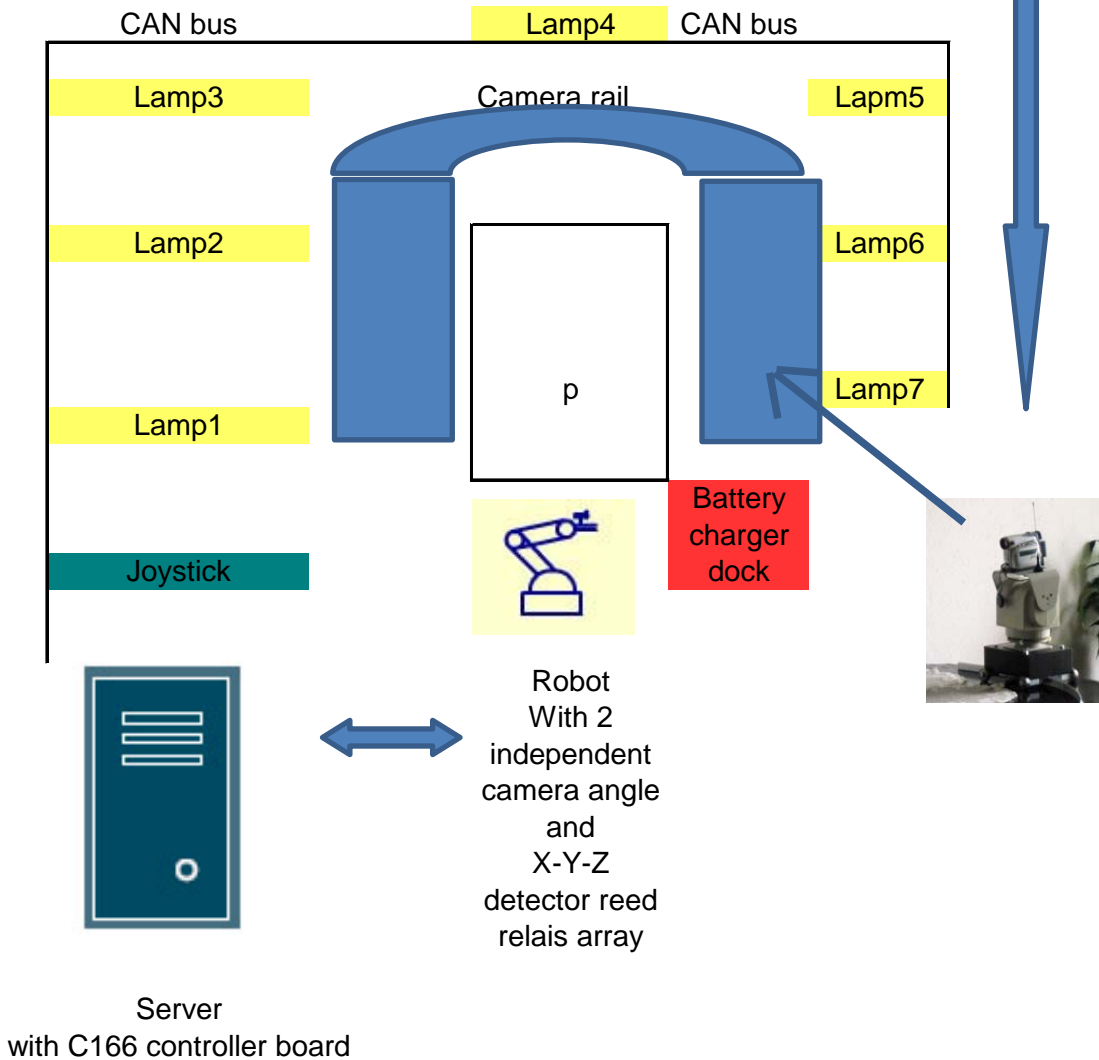 CAN bus
Lamp4
CAN bus
Lamp3
Camera rail
Lapm5
Lamp2
Lamp6
p
Lamp7
Lamp1
Battery
charger
dock
Joystick
Robot
With 2
independent
camera angle
and
X-Y-Z
detector reed
relais array
Server
with C166 controller board